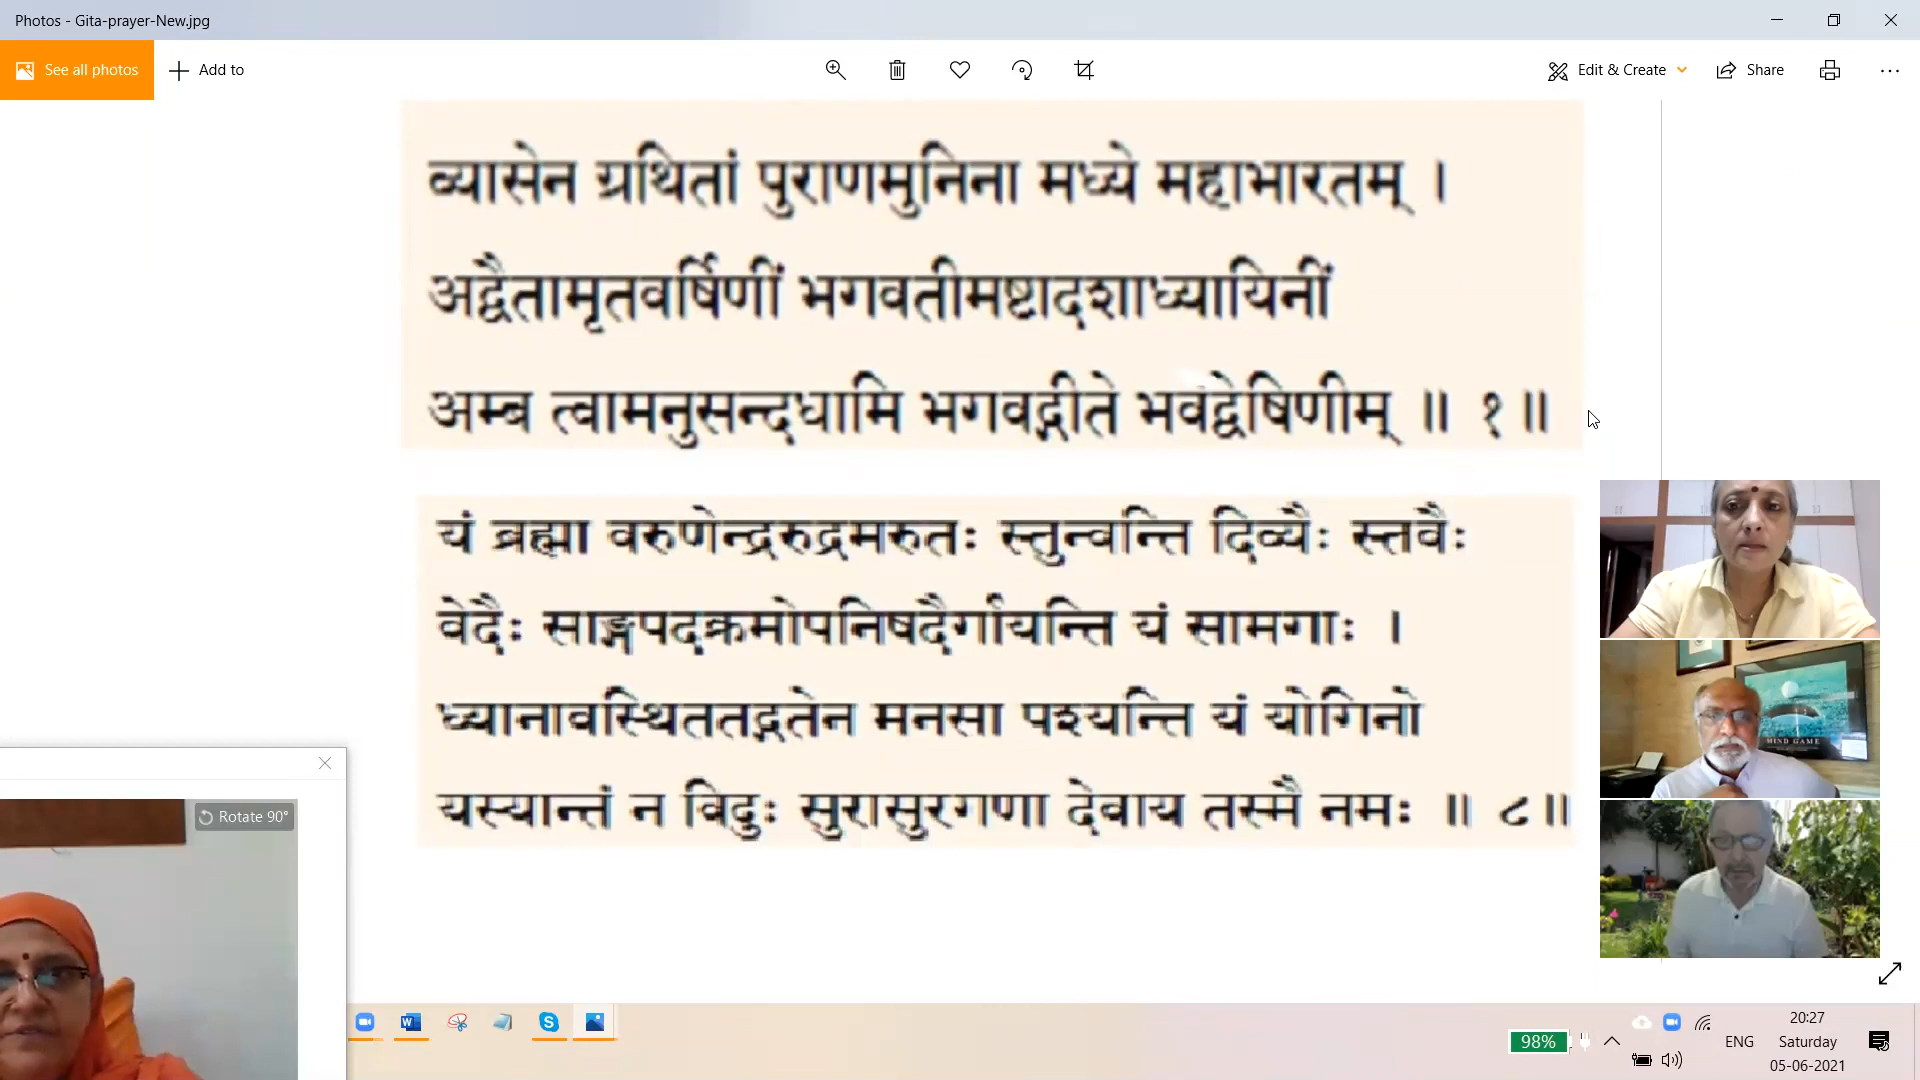 Photos - Gita-prayer-New.jpg
See all photos
Add to
Edit & Create
Share
व्यासेन ग्रथितां पुराणमुनिना मध्ये महाभारतम् ।
अद्वैतामृतवर्षिणीं भगवतीमष्टादशाध्यायिनीं
अम्ब त्वामनुसन्दधामि भगवद्गीते भवेद्वेषिणीम् ॥ १॥
यं ब्रह्मा वरुणेन्द्ररुद्रमरुतः स्तुन्वन्ति दिव्यैः स्तवैः
वेदैः साङ्गपदक्रमोपनिषदैर्गायन्ति यं सामगाः ।
ध्यानावस्थिततद्गतेन मनसा पश्यन्ति यं योगिनो
यस्यान्तं न विदुः सुरासुरगणा देवाय तस्मै नमः ॥ ८॥
Rotate 90°
MIND GAME
98%
ENG
20:27
Saturday
05-06-2021